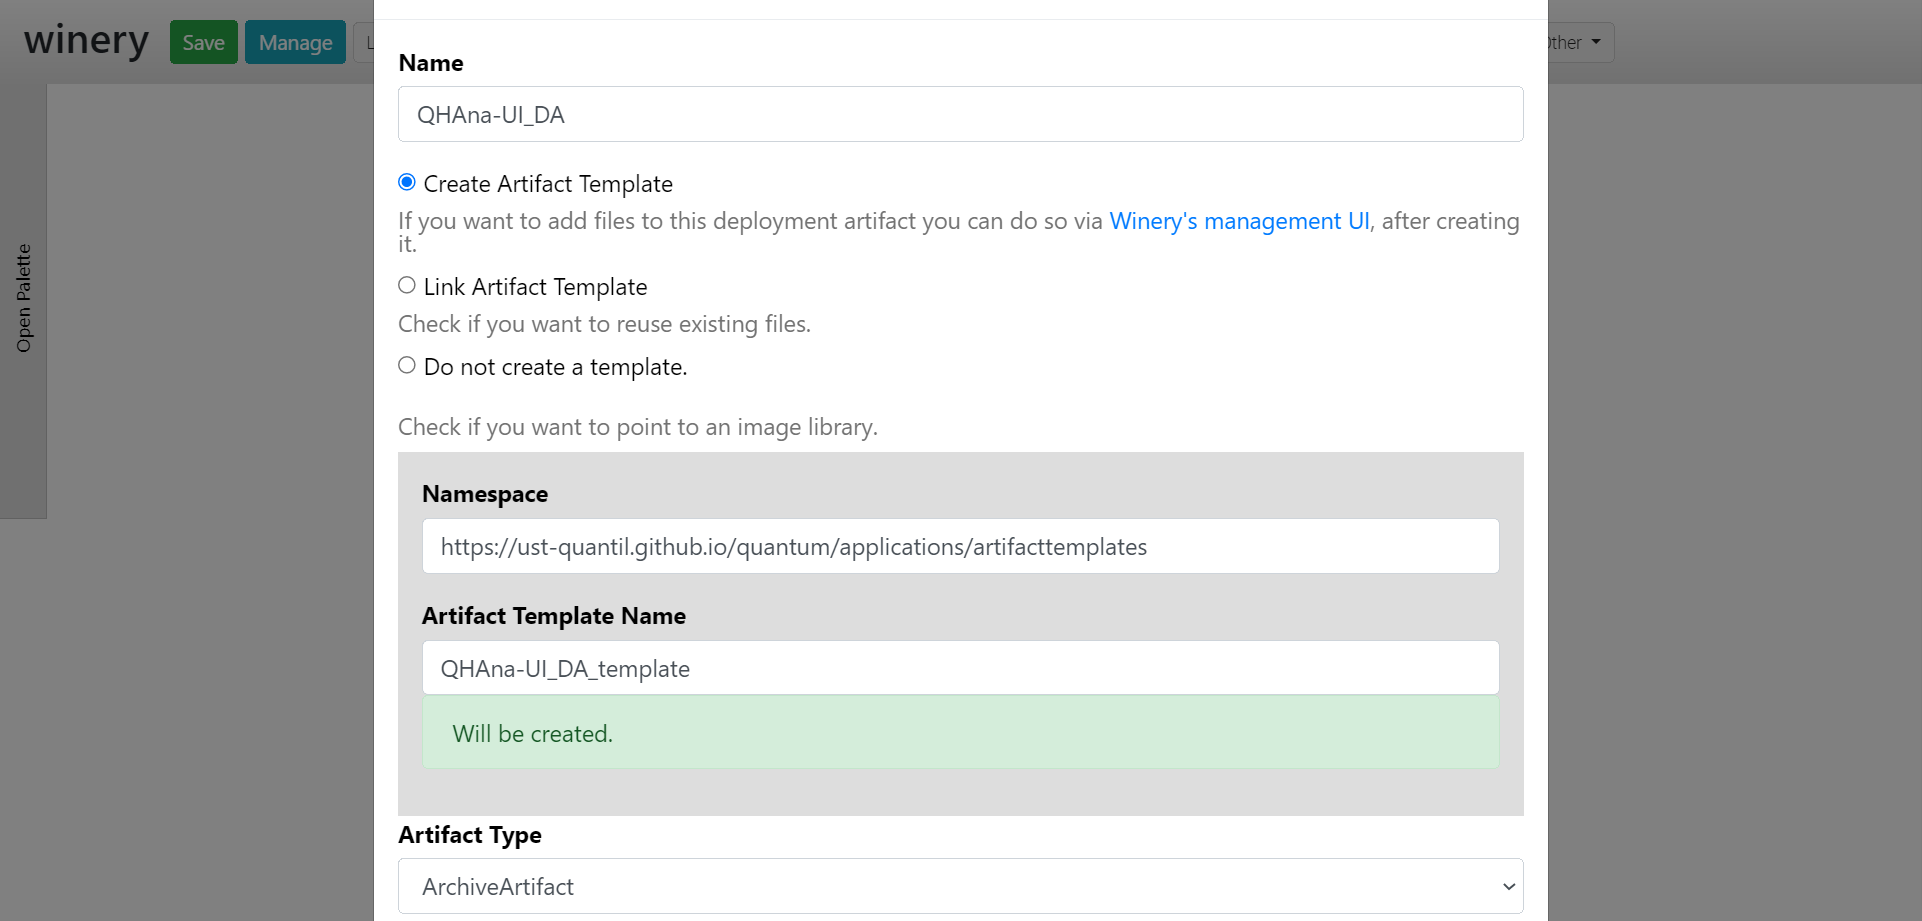 winery
Save
Manage
L
Other
Open Palette
Name
QHAna-UI_DA
Create Artifact Template
If you want to add files to this deployment artifact you can do so via Winery's management UI, after creating
it.
Link Artifact Template
Check if you want to reuse existing files.
Do not create a template.
Check if you want to point to an image library.
Namespace
https://ust-quantil.github.io/quantum/applications/artifacttemplates
Artifact Template Name
QHAna-UI_DA_template
Will be created.
Artifact Type
ArchiveArtifact